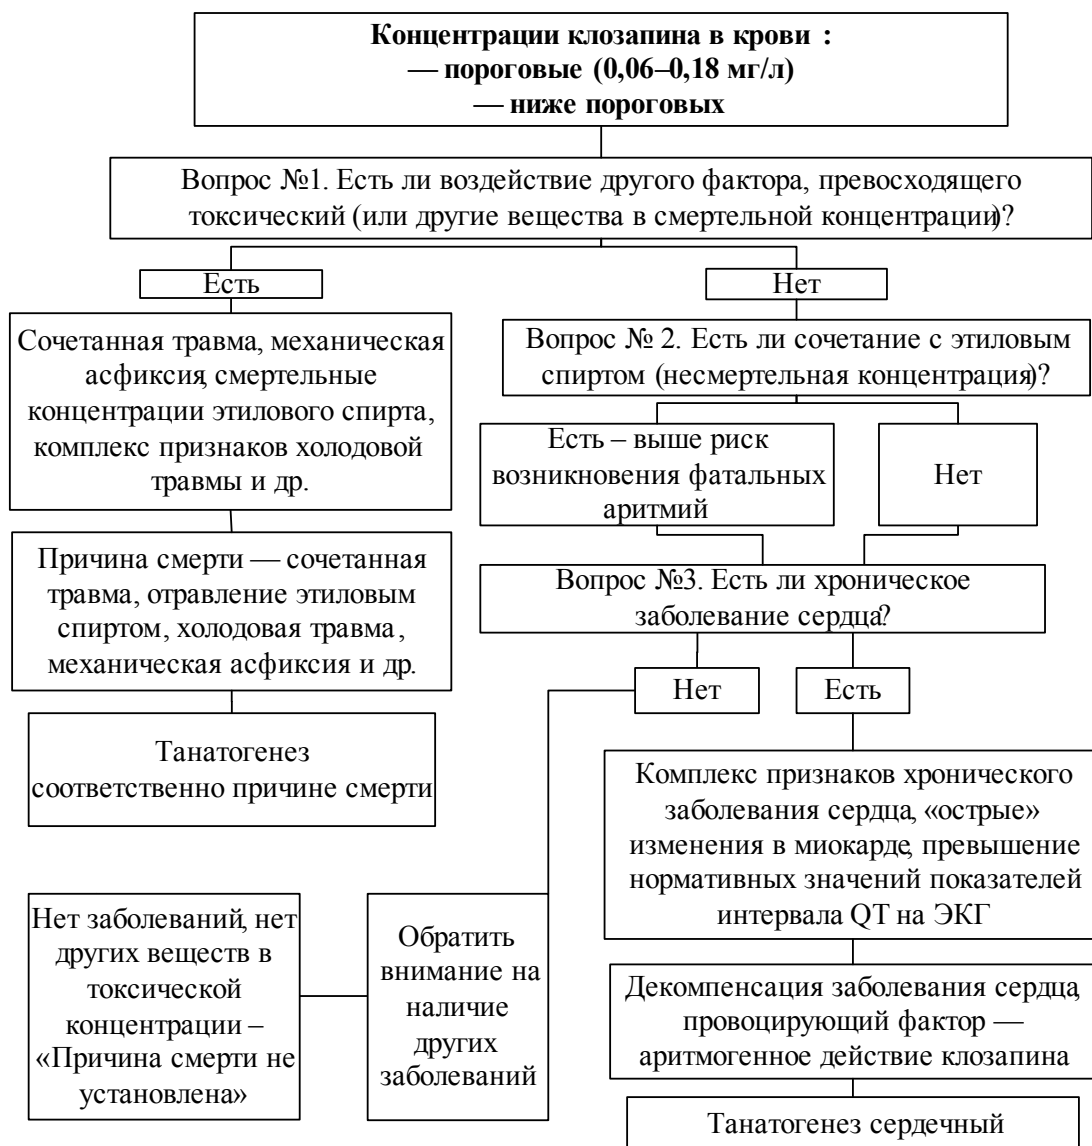 Концентрации клозапина в крови :
— пороговые (0,06–0,18 мг/л)
— ниже пороговых
Вопрос №1. Есть ли воздействие другого фактора, превосходящего
токсический (или другие вещества в смертельной концентрации)?
Есть
Нет
Сочетанная травма, механическая
асфиксия, смертельные
концентрации этилового спирта,
комплекс признаков холодовой
травмы и др.
Причина смерти — сочетанная
травма, отравление этиловым
спиртом, холодовая травма,
механическая асфиксия и др.
Танатогенез
соответственно причине смерти
Вопрос № 2. Есть ли сочетание с этиловым
спиртом (несмертельная концентрация)?
Есть – выше риск
возникновения фатальных
аритмий
Нет
Вопрос №3. Есть ли хроническое
заболевание сердца?
Нет
Есть
Комплекс признаков хронического
заболевания сердца, «острые»
изменения в миокарде, превышение
нормативных значений показателей
интервала QT на ЭКГ
Декомпенсация заболевания сердца,
провоцирующий фактор —
аритмогенное действие клозапина
Танатогенез сердечный
Обратить
внимание на
наличие
других
заболеваний
Нет заболеваний, нет
других веществ в
токсической
концентрации –
«Причина смерти не
установлена»